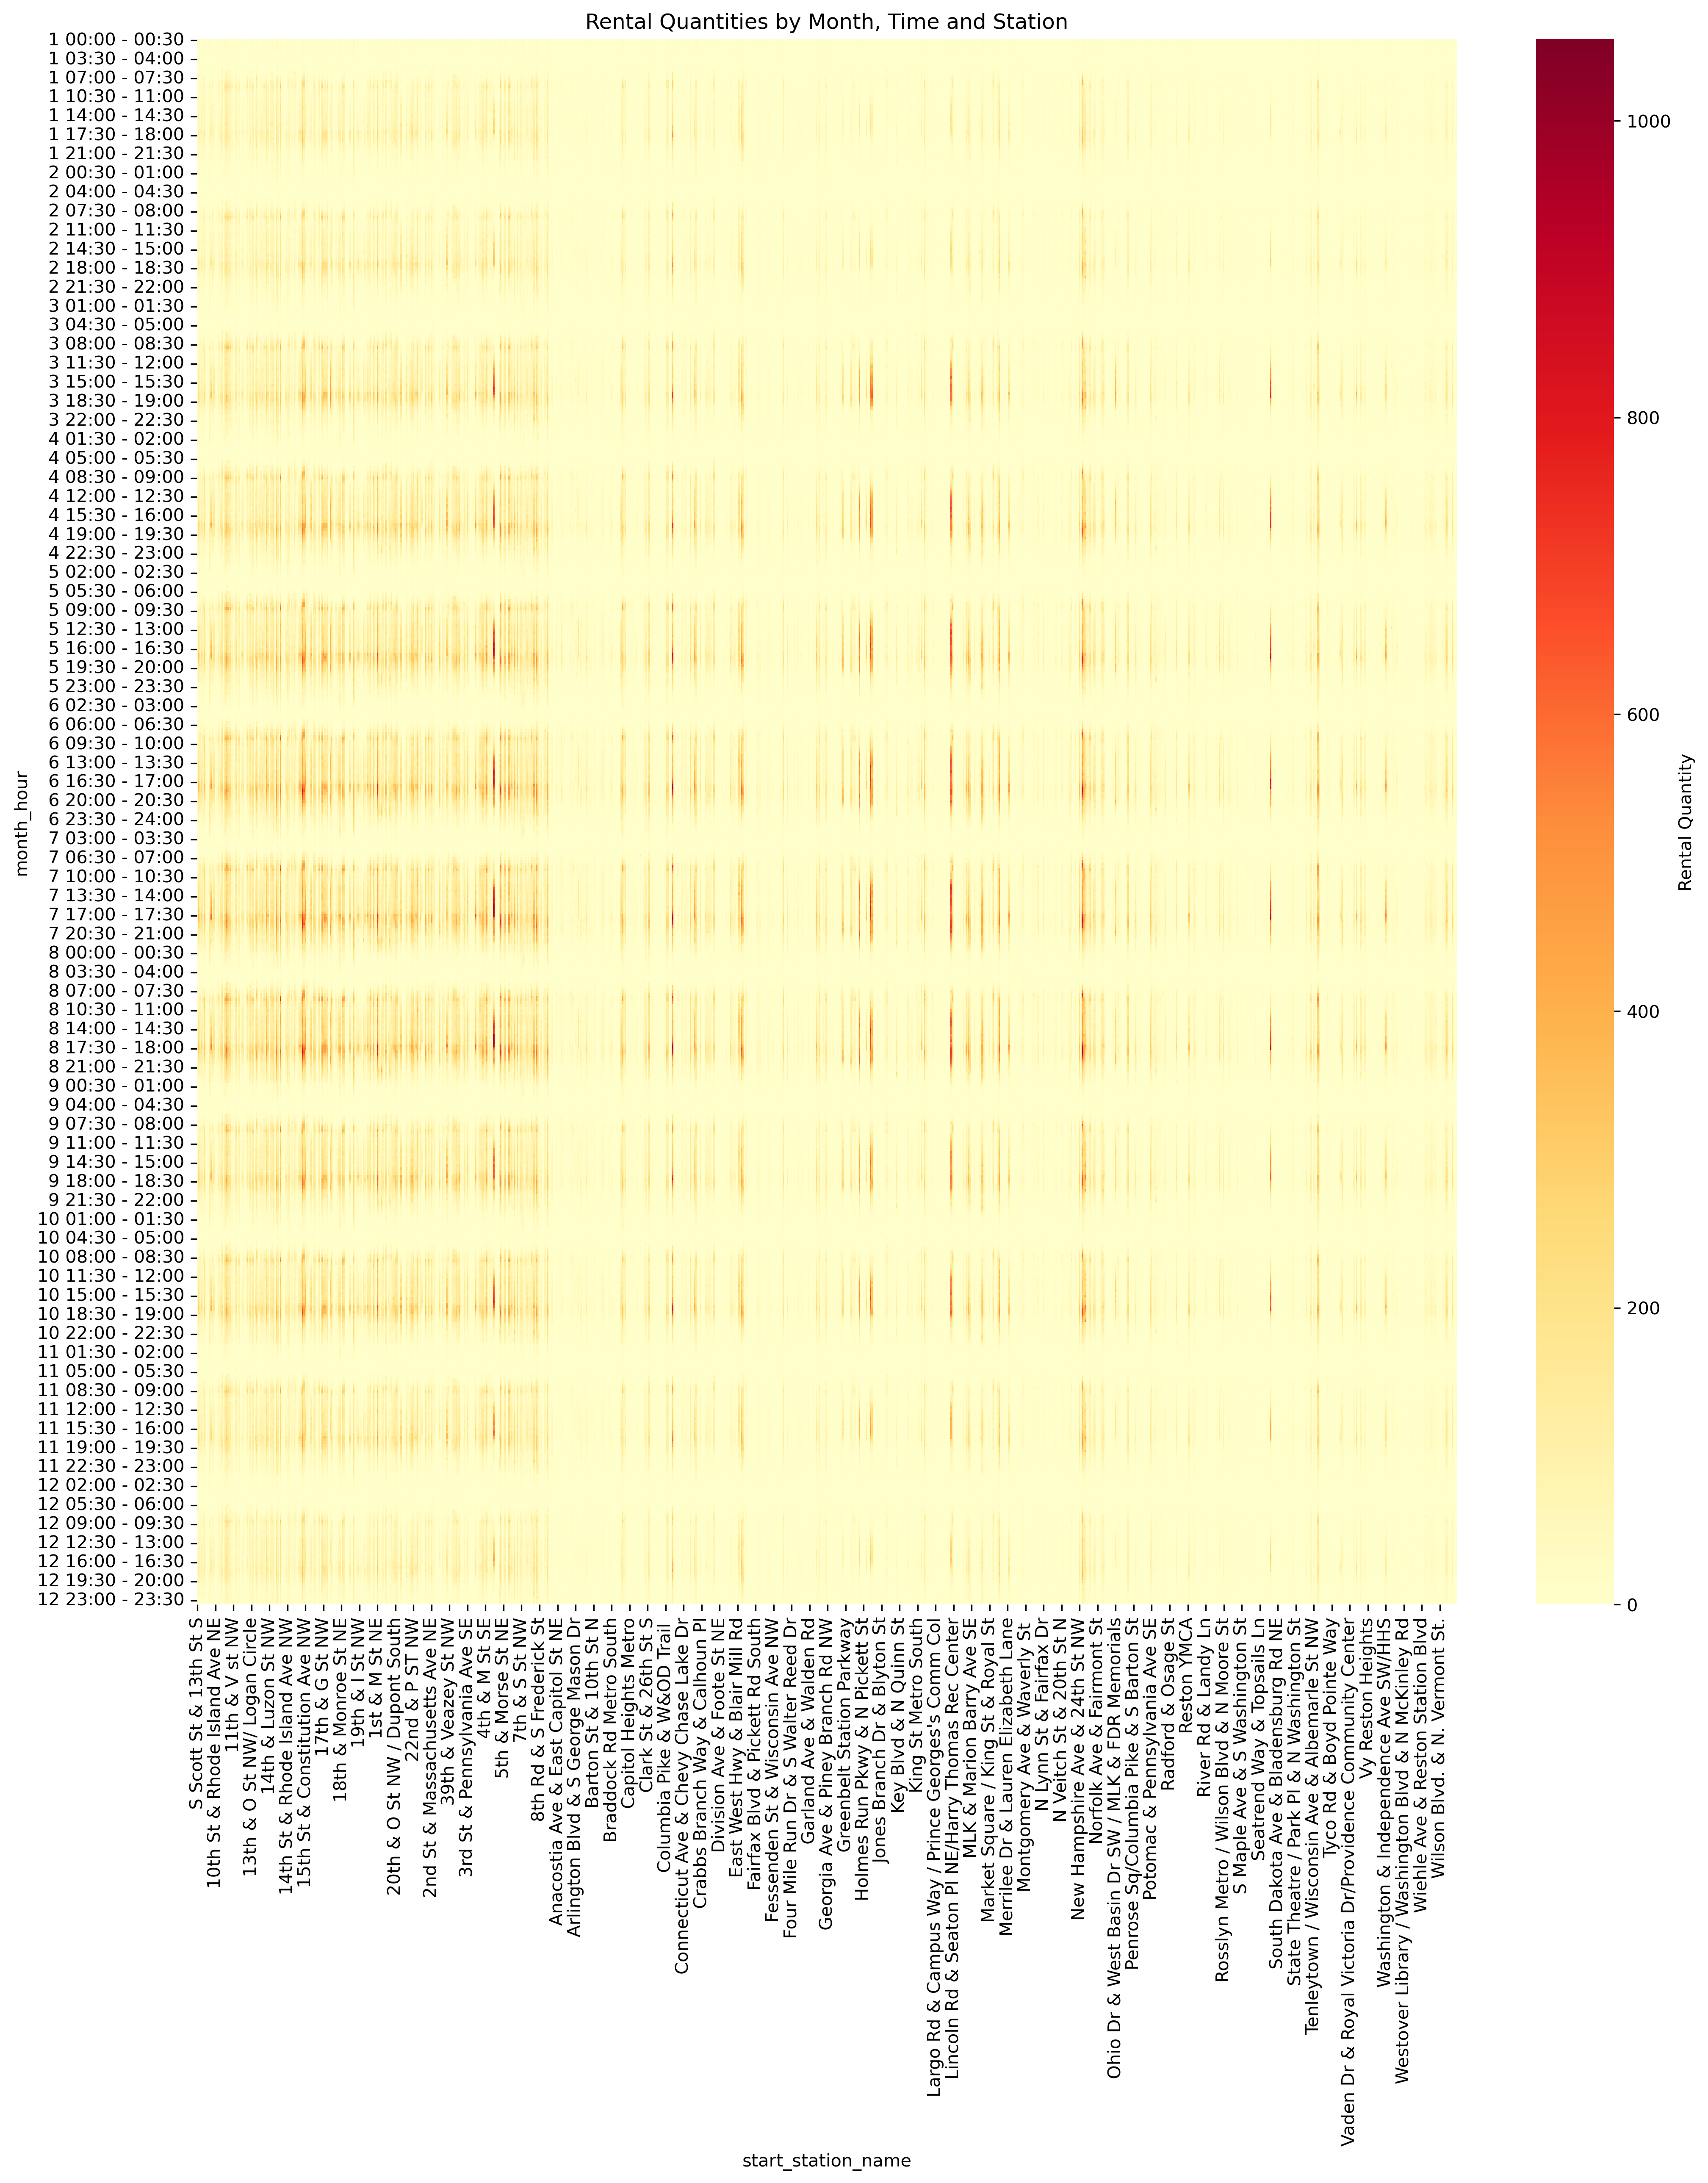 Rental Quantities by Month, Time and Station
month_hour
1 00:00 - 00:30
1 03:30 - 04:00
1 07:00 - 07:30
1 10:30 - 11:00
1 14:00 - 14:30
1 17:30 - 18:00
1 21:00 - 21:30
2 00:30 - 01:00
2 04:00 - 04:30
2 07:30 - 08:00
2 11:00 - 11:30
2 14:30 - 15:00
2 18:00 - 18:30
2 21:30 - 22:00
3 01:00 - 01:30
3 04:30 - 05:00
3 08:00 - 08:30
3 11:30 - 12:00
3 15:00 - 15:30
3 18:30 - 19:00
3 22:00 - 22:30
4 01:30 - 02:00
4 05:00 - 05:30
4 08:30 - 09:00
4 12:00 - 12:30
4 15:30 - 16:00
4 19:00 - 19:30
4 22:30 - 23:00
5 02:00 - 02:30
5 05:30 - 06:00
5 09:00 - 09:30
5 12:30 - 13:00
5 16:00 - 16:30
5 19:30 - 20:00
5 23:00 - 23:30
6 02:30 - 03:00
6 06:00 - 06:30
6 09:30 - 10:00
6 13:00 - 13:30
6 16:30 - 17:00
6 20:00 - 20:30
6 23:30 - 24:00
7 03:00 - 03:30
7 06:30 - 07:00
7 10:00 - 10:30
7 13:30 - 14:00
7 17:00 - 17:30
7 20:30 - 21:00
8 00:00 - 00:30
8 03:30 - 04:00
8 07:00 - 07:30
8 10:30 - 11:00
8 14:00 - 14:30
8 17:30 - 18:00
8 21:00 - 21:30
9 00:30 - 01:00
9 04:00 - 04:30
9 07:30 - 08:00
9 11:00 - 11:30
9 14:30 - 15:00
9 18:00 - 18:30
9 21:30 - 22:00
10 01:00 - 01:30
10 04:30 - 05:00
10 08:00 - 08:30
10 11:30 - 12:00
10 15:00 - 15:30
10 18:30 - 19:00
10 22:00 - 22:30
11 01:30 - 02:00
11 05:00 - 05:30
11 08:30 - 09:00
11 12:00 - 12:30
11 15:30 - 16:00
11 19:00 - 19:30
11 22:30 - 23:00
12 02:00 - 02:30
12 05:30 - 06:00
12 09:00 - 09:30
12 12:30 - 13:00
12 16:00 - 16:30
12 19:30 - 20:00
12 23:00 - 23:30
S Scott St & 13th St S
10th St & Rhode Island Ave NE
11th & V st NW
13th & O St NW/ Logan Circle
14th & Luzon St NW
14th St & Rhode Island Ave NW
15th St & Constitution Ave NW
17th & G St NW
18th & Monroe St NE
19th & I St NW
1st & M St NE
20th & O St NW / Dupont South
22nd & P ST NW
2nd St & Massachusetts Ave NE
39th & Veazey St NW
3rd St & Pennsylvania Ave SE
4th & M St SE
5th & Morse St NE
7th & S St NW
8th Rd & S Frederick St
Anacostia Ave & East Capitol St NE
Arlington Blvd & S George Mason Dr
Barton St & 10th St N
Braddock Rd Metro South
Capitol Heights Metro
Clark St & 26th St S
Columbia Pike & W&OD Trail
Connecticut Ave & Chevy Chase Lake Dr
Crabbs Branch Way & Calhoun Pl
Division Ave & Foote St NE
East West Hwy & Blair Mill Rd
Fairfax Blvd & Pickett Rd South
Fessenden St & Wisconsin Ave NW
Four Mile Run Dr & S Walter Reed Dr
Garland Ave & Walden Rd
Georgia Ave & Piney Branch Rd NW
Greenbelt Station Parkway
Holmes Run Pkwy & N Pickett St
Jones Branch Dr & Blyton St
Key Blvd & N Quinn St
King St Metro South
Largo Rd & Campus Way / Prince Georges's Comm Col
Lincoln Rd & Seaton Pl NE/Harry Thomas Rec Center
MLK & Marion Barry Ave SE
Market Square / King St & Royal St
Merrilee Dr & Lauren Elizabeth Lane
Montgomery Ave & Waverly St
N Lynn St & Fairfax Dr
N Veitch St & 20th St N
New Hampshire Ave & 24th St NW
Norfolk Ave & Fairmont St
Ohio Dr & West Basin Dr SW / MLK & FDR Memorials
Penrose Sq/Columbia Pike & S Barton St
Potomac & Pennsylvania Ave SE
Radford & Osage St
Reston YMCA
River Rd & Landy Ln
Rosslyn Metro / Wilson Blvd & N Moore St
S Maple Ave & S Washington St
Seatrend Way & Topsails Ln
South Dakota Ave & Bladensburg Rd NE
State Theatre / Park Pl & N Washington St
Tenleytown / Wisconsin Ave & Albemarle St NW
Tyco Rd & Boyd Pointe Way
Vaden Dr & Royal Victoria Dr/Providence Community Center
Vy Reston Heights
Washington & Independence Ave SW/HHS
Westover Library / Washington Blvd & N McKinley Rd
Wiehle Ave & Reston Station Blvd
Wilson Blvd. & N. Vermont St.
start_station_name
1000
800
600
400
200
0
Rental Quantity